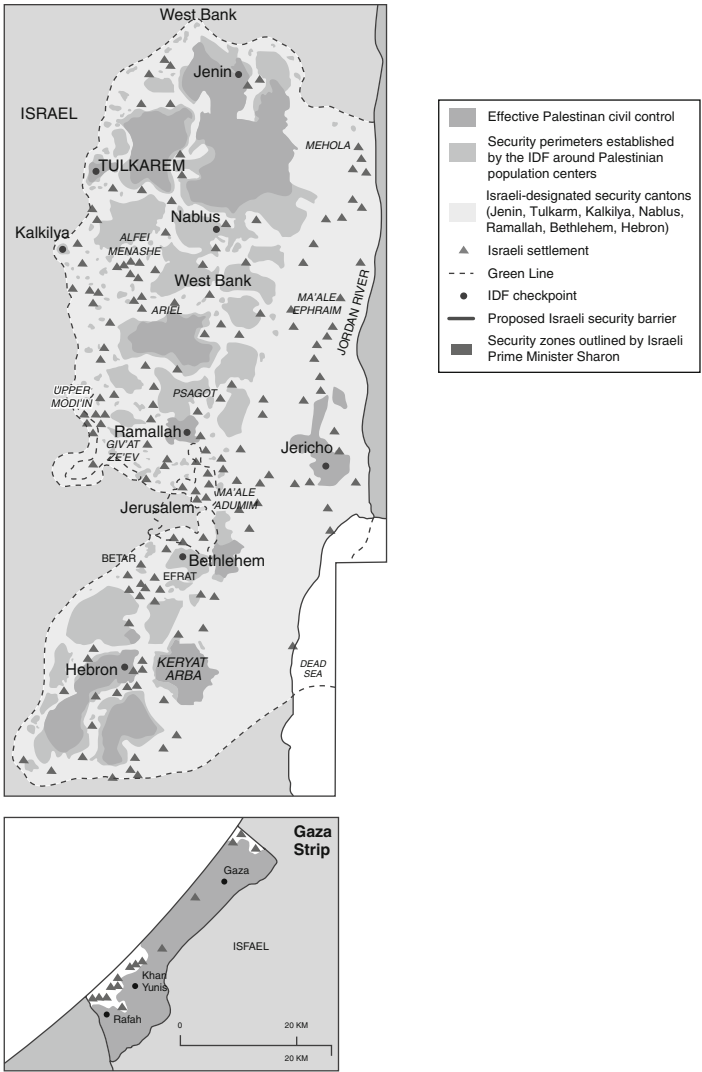 West Bank
Jenin
ISRAEL
MEHOLA
TULKAREM
Nablus
Kalkilya
ALFEI
MENASHE
West Bank
MA'ALE
EPHRAIM
ARIEL
JORDAN RIVER
UPPER
MODI'IN
PSAGOT
Ramallah
GIV'AT
ZE'EV
Jericho
MA'ALE
ADUMIM
Jerusalem
BETAR
Bethlehem
EFRAT
Hebron
KERYAT
ARBA
DEAD
SEA
Effective Palestinan civil control
Security perimeters established
by the IDF around Palestinian
population centers
Israeli-designated security cantons
(Jenin, Tulkarm, Kalkilya, Nablus,
Ramallah, Bethlehem, Hebron)
Israeli settlement
Green Line
IDF checkpoint
Proposed Israeli security barrier
Security zones outlined by Israeli
Prime Minister Sharon
Gaza
Strip
Gaza
ISFAEL
Khan
Yunis
Rafah
0
20 KM
20 KM